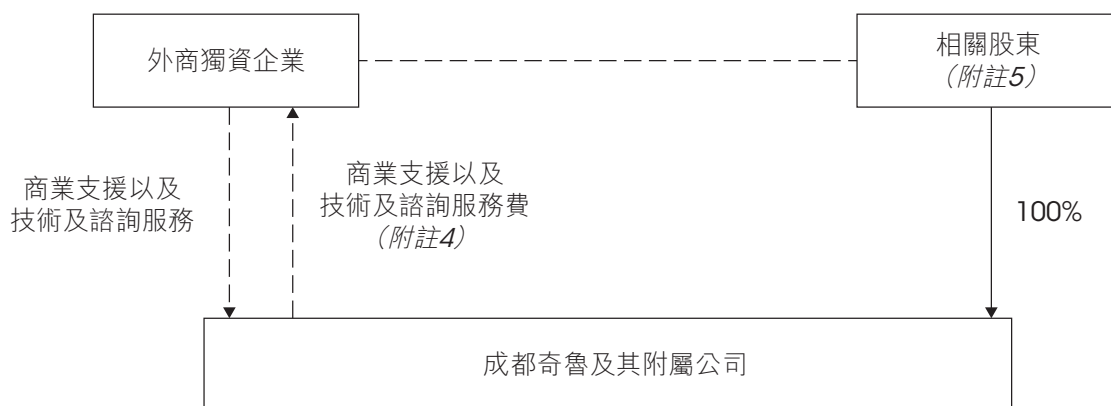 外商獨資企業
相關股東
（附註5）
商業支援以及
技術及諮詢服務
商業支援以及
技術及諮詢服務費
（附註4）
100%
成都奇魯及其附屬公司